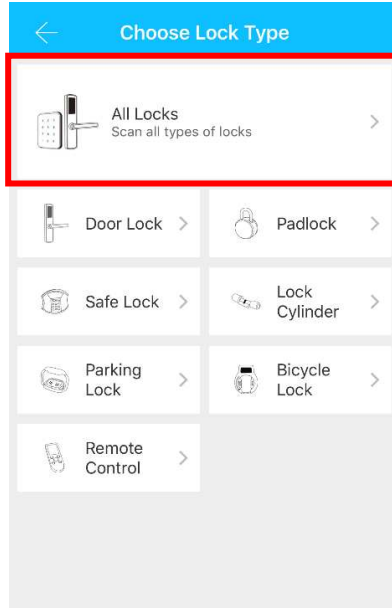 Choose Lock Type
All Locks
Scan all types of locks
Door Lock
Padlock
Safe Lock
Lock
Cylinder
Parking
Lock
Bicycle
Lock
Remote
Control